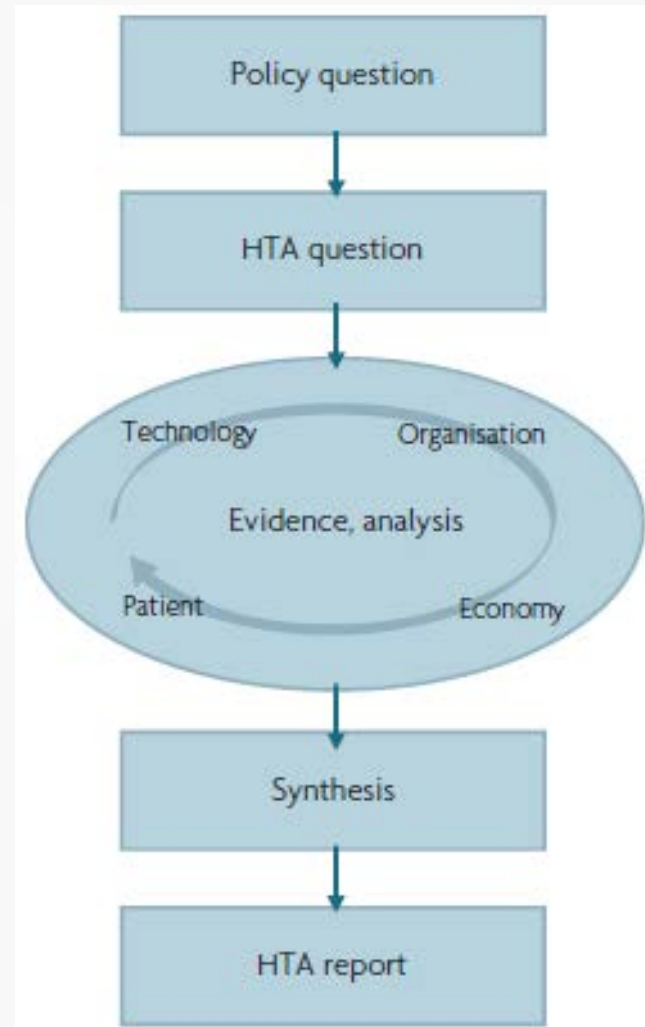 Policy question
HTA question
Technology
Organisation
Evidence, analysis
Patient
Economy
Synthesis
HTA report